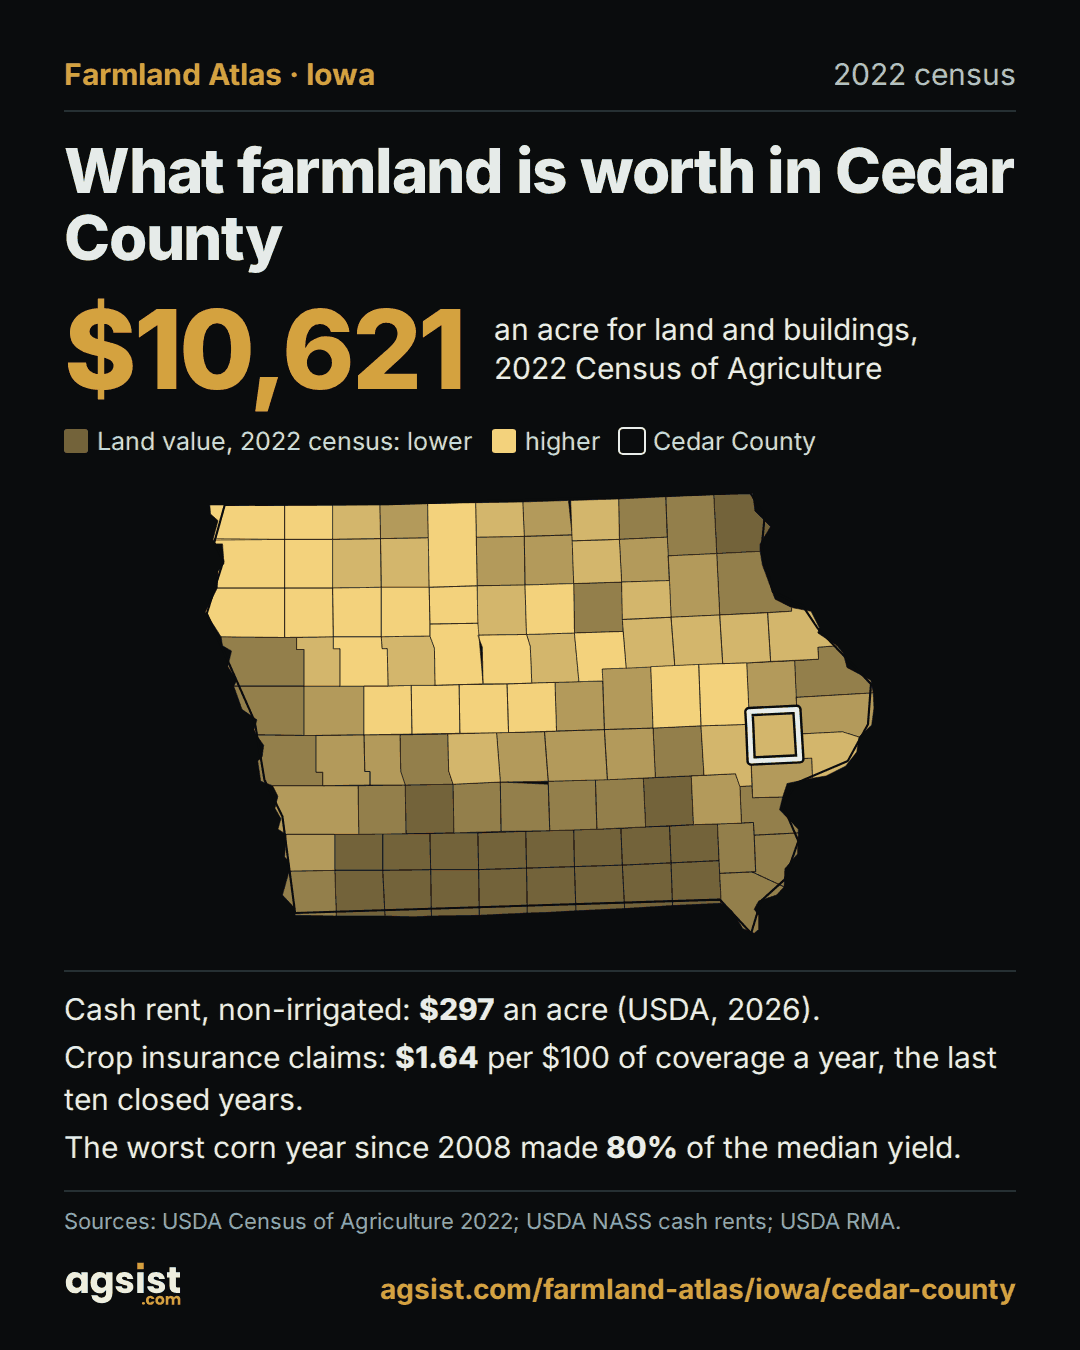 Farmland Atlas · Iowa
2022 census
What farmland is worth in Cedar
County
$10,621
an acre for land and buildings,
2022 Census of Agriculture
Land value, 2022 census: lower
higher
Cedar County
Cash rent, non-irrigated: $297 an acre (USDA, 2026).
Crop insurance claims: $1.64 per $100 of coverage a year, the last
ten closed years.
The worst corn year since 2008 made 80% of the median yield.
Sources: USDA Census of Agriculture 2022; USDA NASS cash rents; USDA RMA.
agsist
.com
agsist.com/farmland-atlas/iowa/cedar-county